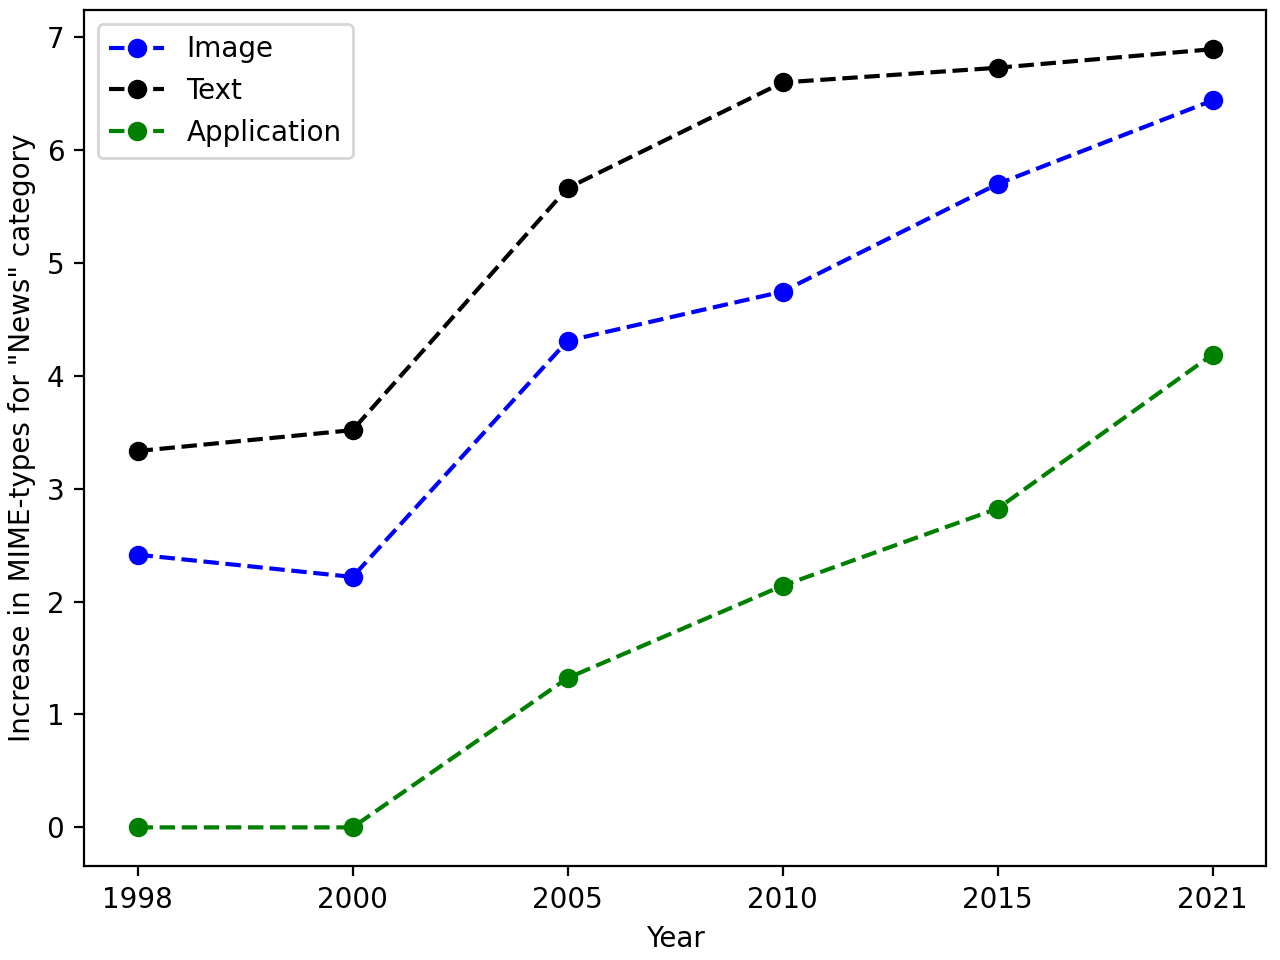 Image
Text
Application
Increase in MIME-types for "News" category
7
6
5
4
3
2
1
0
1998 2000 2005 2010 2015 2021
Year